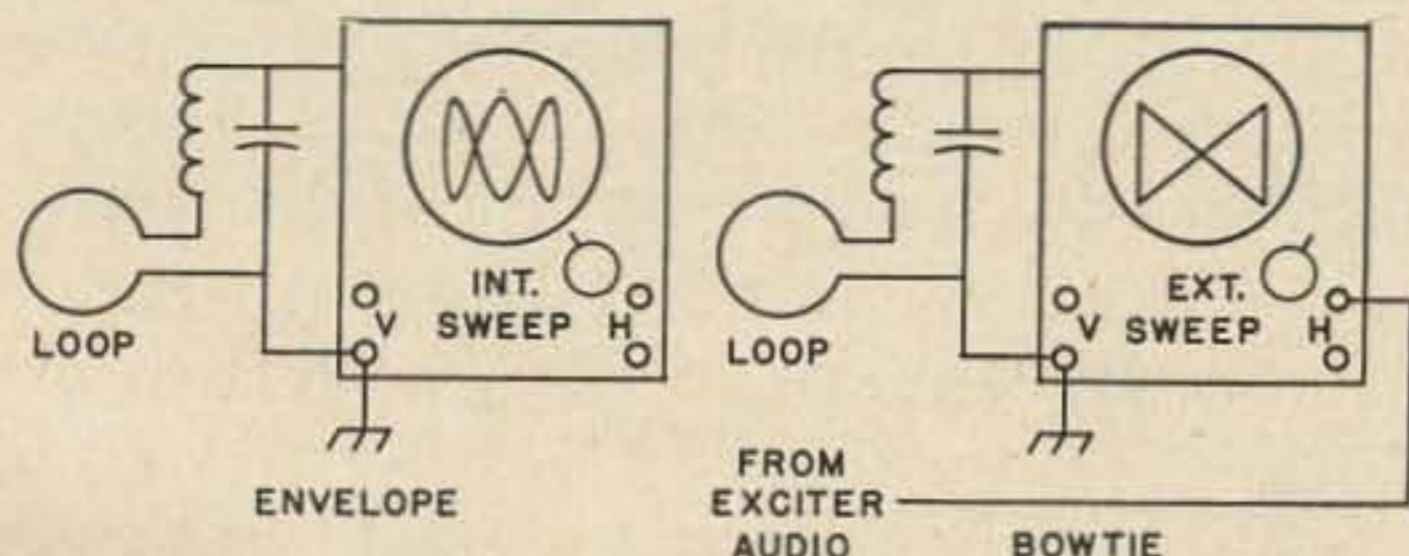 INT.
V SWEEP H
LOOP
ENVELOPE
EXT.
V SWEEP H
LOOP
FROM
EXCITER
AUDIO
BOWTIE